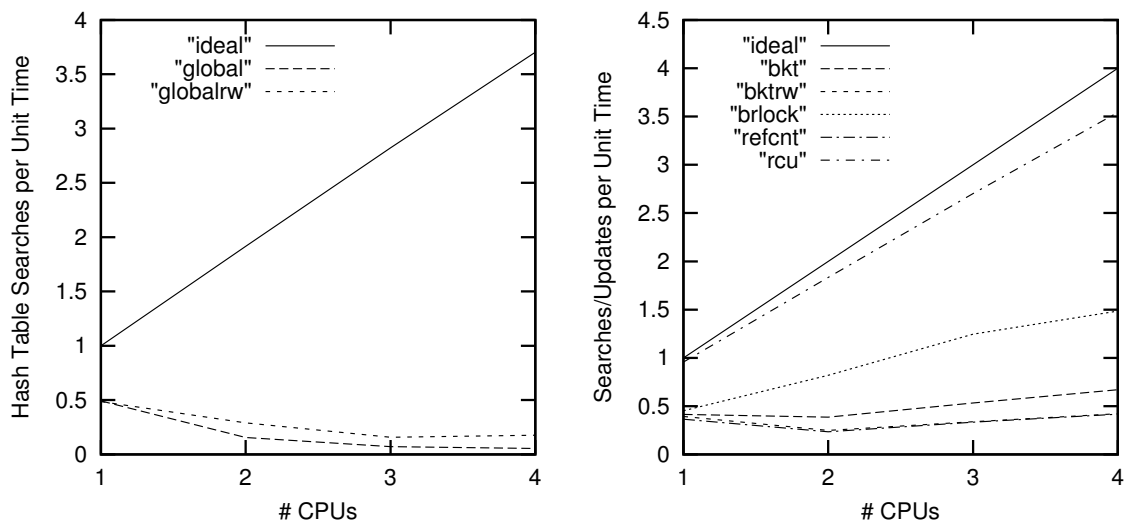 Hash Table Searches per Unit Time
4
3.5
3
2.5
2
1.5
1
0.5
0
"ideal"
"global"
"globalrw"
1 2 3 4
# CPUs
Searches/Updates per Unit Time
4.5
4
3.5
3
2.5
2
1.5
1
0.5
0
"ideal"
"bkt"
"bktrw"
"brlock"
"refcnt"
"rcu"
1 2 3 4
# CPUs